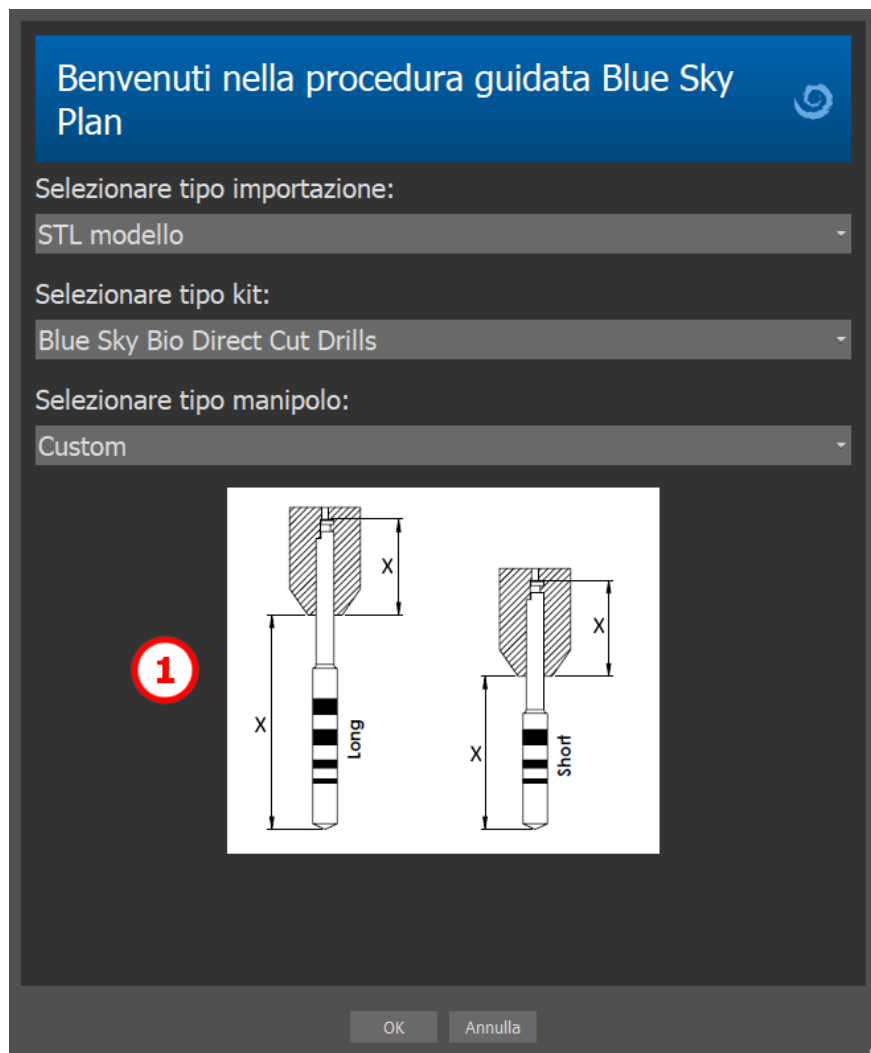 Benvenuti nella procedura guidata Blue Sky
Plan
Selezionare tipo importazione:
STL modello
Selezionare tipo kit:
Blue Sky Bio Direct Cut Drills
Selezionare tipo manipolo:
Custom
X
X
1
X
Long
X
Short
OK Annulla